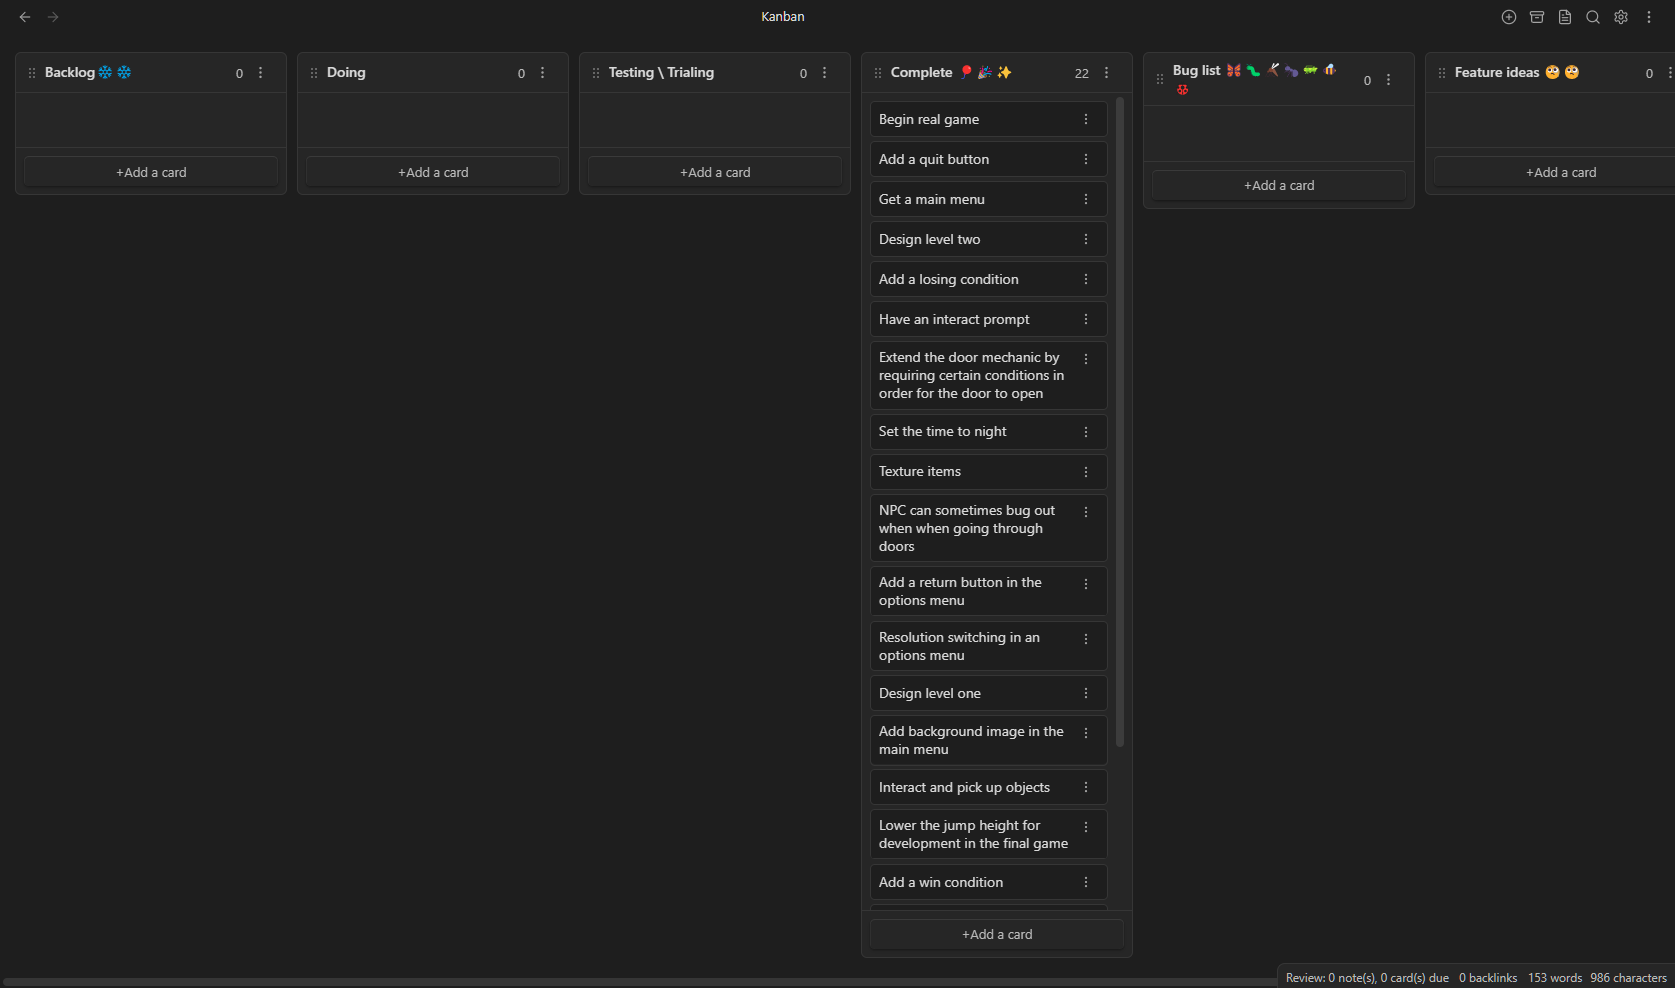 Kanban
Backlog
0
Doing
0
Testing \ Trialing
0
Complete
22
Bug list
0
Feature ideas
0
+Add a card
+Add a card
+Add a card
Begin real game
Add a quit button
Get a main menu
Design level two
Add a losing condition
Have an interact prompt
Extend the door mechanic by
requiring certain conditions in
order for the door to open
Set the time to night
Texture items
NPC can sometimes bug out
when when going through
doors
Add a return button in the
options menu
Resolution switching in an
options menu
Design level one
Add background image in the
main menu
Interact and pick up objects
Lower the jump height for
development in the final game
Add a win condition
+Add a card
+Add a card
+Add a card
Review: 0 note(s), 0 card(s) due
0 backlinks
153 words
986 characters